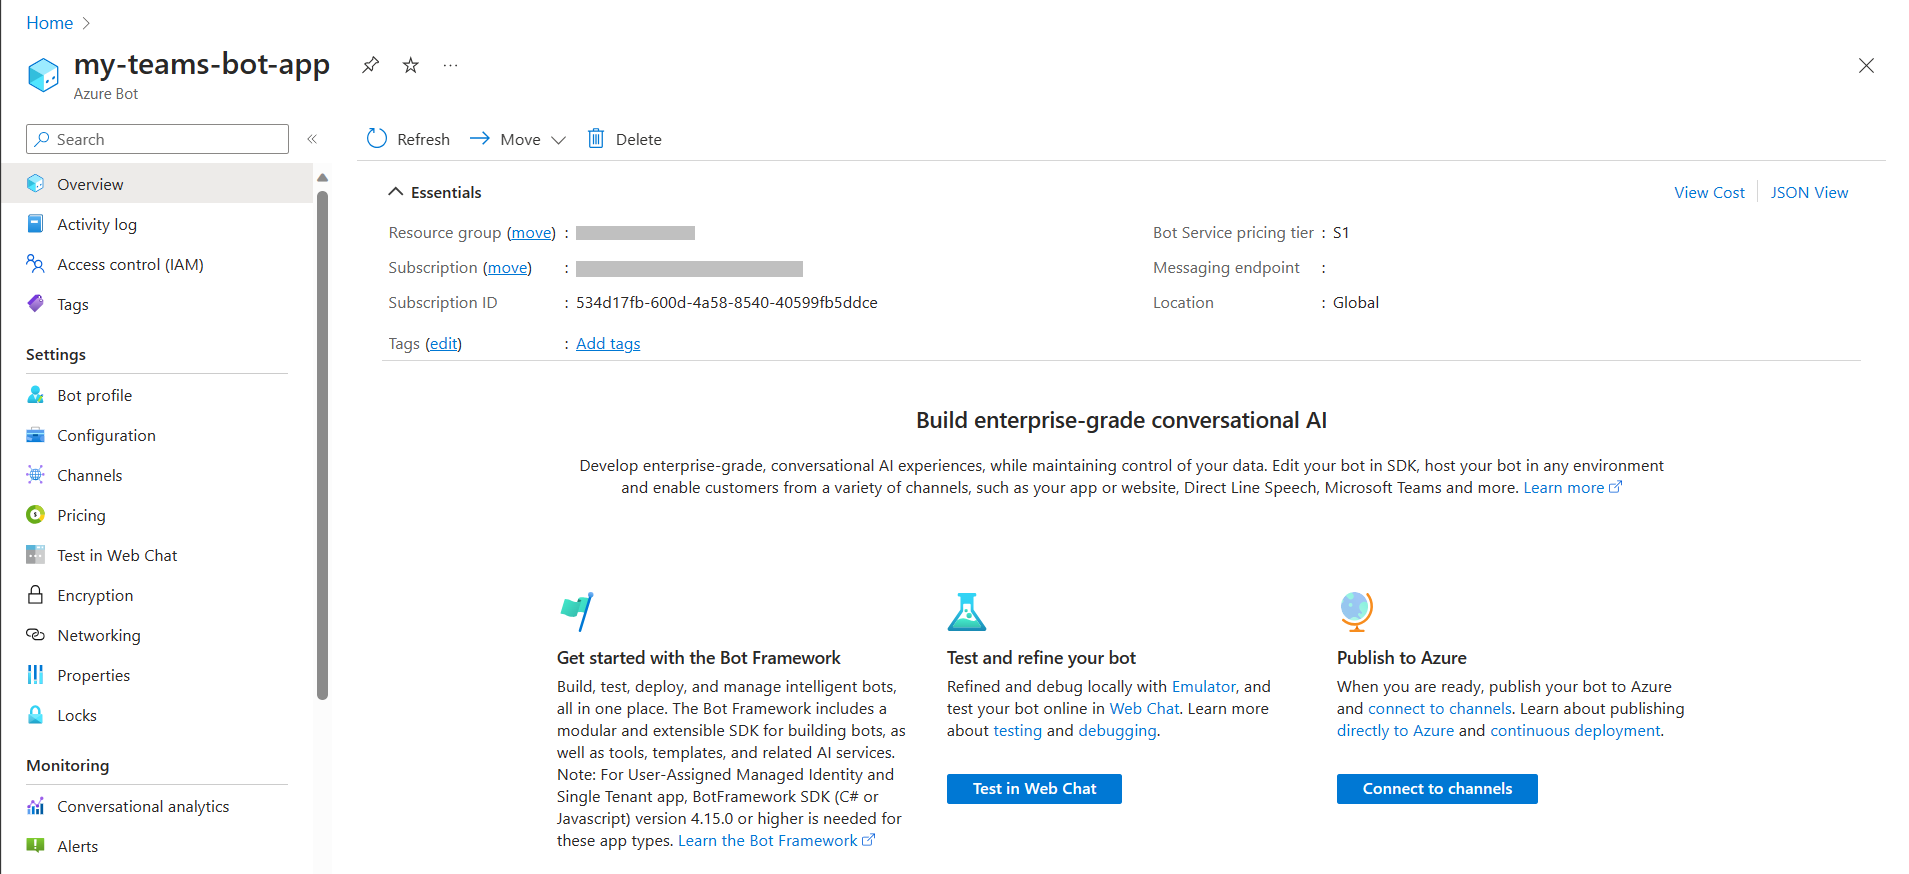 Home
my-teams-bot-app
Azure Bot
Search
Refresh Move Delete
Overview
Activity log
Access control (IAM)
Tags
Settings
Bot profile
Configuration
Channels
Pricing
Test in Web Chat
Encryption
Networking
Properties
Locks
Monitoring
Conversational analytics
Alerts
Essentials
View Cost JSON View
Resource group (move) :
Subscription (move) :
Subscription ID : 534d17fb-600d-4a58-8540-40599fb5ddce
Tags (edit) : Add tags
Bot Service pricing tier : S1
Messaging endpoint :
Location : Global
Build enterprise-grade conversational AI
Develop enterprise-grade, conversational AI experiences, while maintaining control of your data. Edit your bot in SDK, host your bot in any environment
and enable customers from a variety of channels, such as your app or website, Direct Line Speech, Microsoft Teams and more. Learn more
Get started with the Bot Framework
Build, test, deploy, and manage intelligent bots,
all in one place. The Bot Framework includes a
modular and extensible SDK for building bots, as
well as tools, templates, and related AI services.
Note: For User-Assigned Managed Identity and
Single Tenant app, BotFramework SDK (C# or
Javascript) version 4.15.0 or higher is needed for
these app types. Learn the Bot Framework
Test and refine your bot
Refined and debug locally with Emulator, and
test your bot online in Web Chat. Learn more
about testing and debugging.
Test in Web Chat
Publish to Azure
When you are ready, publish your bot to Azure
and connect to channels. Learn about publishing
directly to Azure and continuous deployment.
Connect to channels